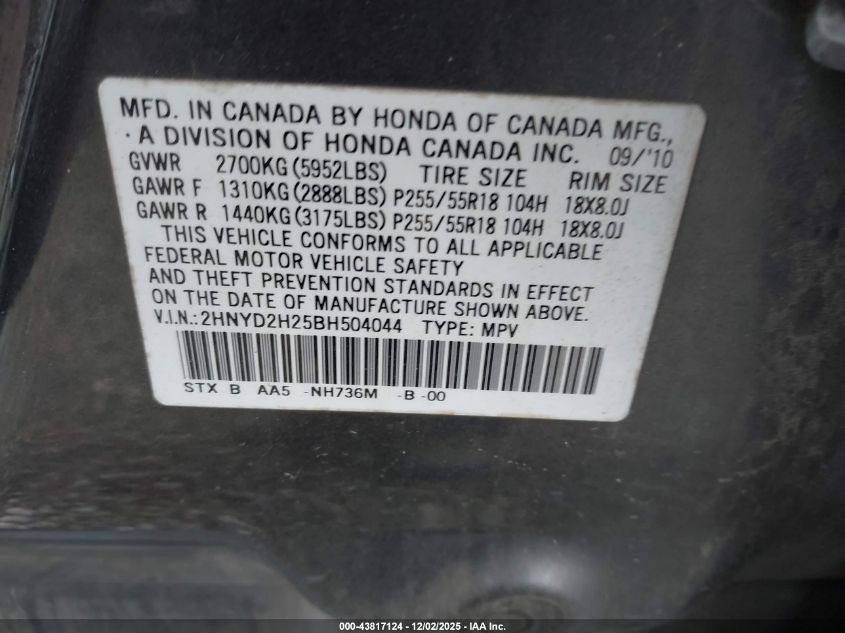 MFD. IN CANADA BY HONDA OF CANADA MFG.,
. A DIVISION OF HONDA CANADA INC. 09/'10
GVWR 2700KG(5952LBS) TIRE SIZE RIM SIZE
GAWR F 1310KG(2888LBS) P255/55R18 104H 18X8.0J
GAWR R 1440KG(3175LBS) P255/55R18 104H 18X8.0J
THIS VEHICLE CONFORMS TO ALL APPLICABLE
FEDERAL MOTOR VEHICLE SAFETY
AND THEFT PREVENTION STANDARDS IN EFFECT
ON THE DATE OF MANUFACTURE SHOWN ABOVE.
V.I.N.:2HNYD2H25BH504044 TYPE: MPV
STX B AA5 -NH736M -B -00
000-43817124 - 12/02/2025 - IAA Inc.